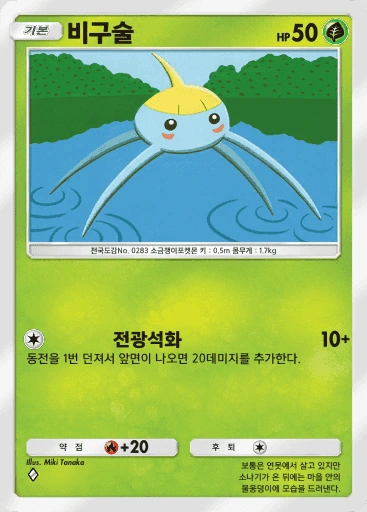 기본 비구술 HP 50
전국도감No. 0283 소금쟁이포켓몬 키 : 0.5m 몸무게 : 1.7kg
전광석화 10+
동전을 1번 던져서 앞면이 나오면 20데미지를 추가한다.
약점 +20 후퇴
Illus. Miki Tanaka
보통은 연못에서 살고 있지만
소나기가 온 뒤에는 마을 안의
물웅덩이에 모습을 드러낸다.